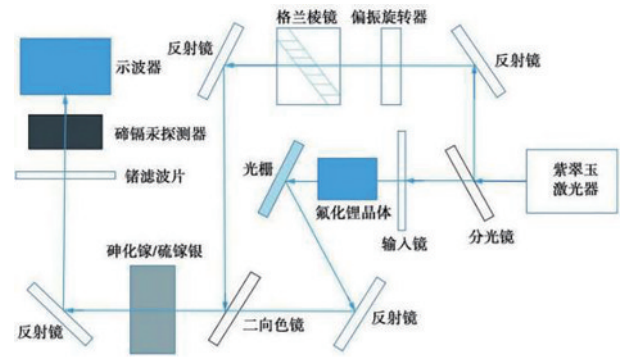 格兰棱镜
偏振旋转器
反射镜
反射镜
示波器
碲镉汞探测器
锗滤波片
光栅
氟化锂晶体
输入镜
分光镜
紫翠玉
激光器
砷化镓/硫镓银
反射镜
二向色镜
反射镜